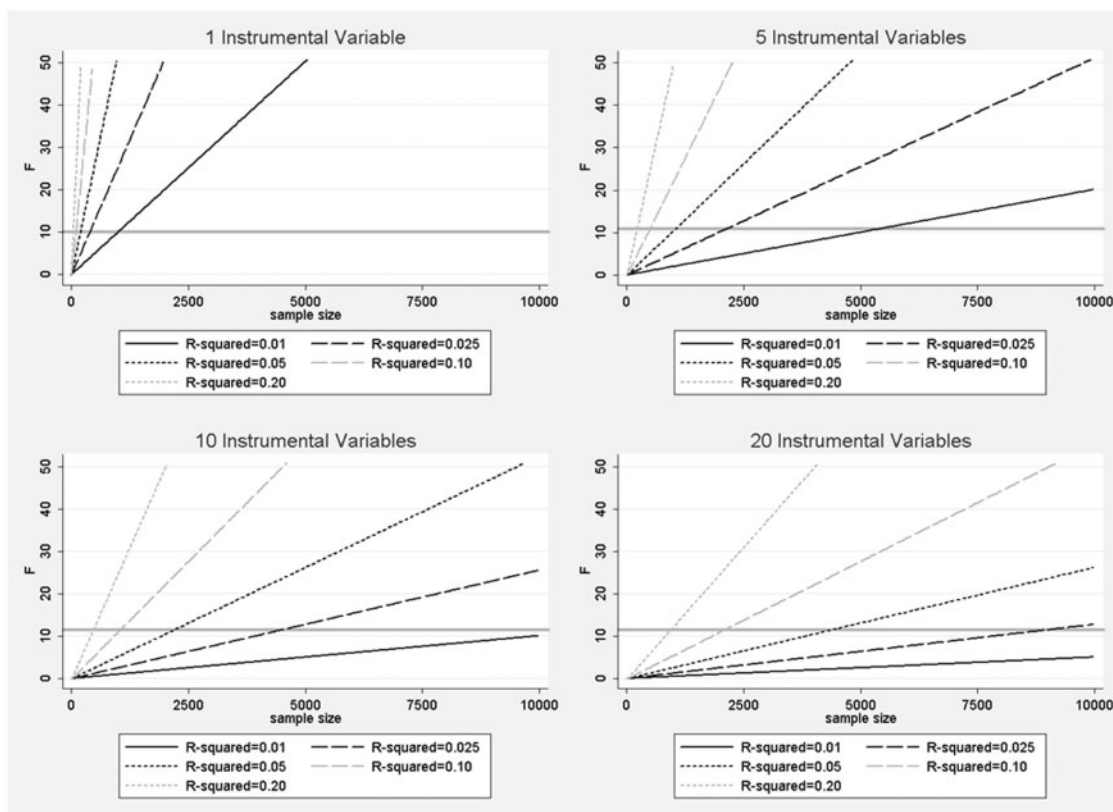 1 Instrumental Variable
50
40
30
20
10
0
F
0 2500 5000 7500 10000
sample size
R-squared=0.01 R-squared=0.025
R-squared=0.05 R-squared=0.10
R-squared=0.20
5 Instrumental Variables
50
40
30
20
10
0
F
0 2500 5000 7500 10000
sample size
R-squared=0.01 R-squared=0.025
R-squared=0.05 R-squared=0.10
R-squared=0.20
10 Instrumental Variables
50
40
30
20
10
0
F
0 2500 5000 7500 10000
sample size
R-squared=0.01 R-squared=0.025
R-squared=0.05 R-squared=0.10
R-squared=0.20
20 Instrumental Variables
50
40
30
20
10
0
F
0 2500 5000 7500 10000
sample size
R-squared=0.01 R-squared=0.025
R-squared=0.05 R-squared=0.10
R-squared=0.20